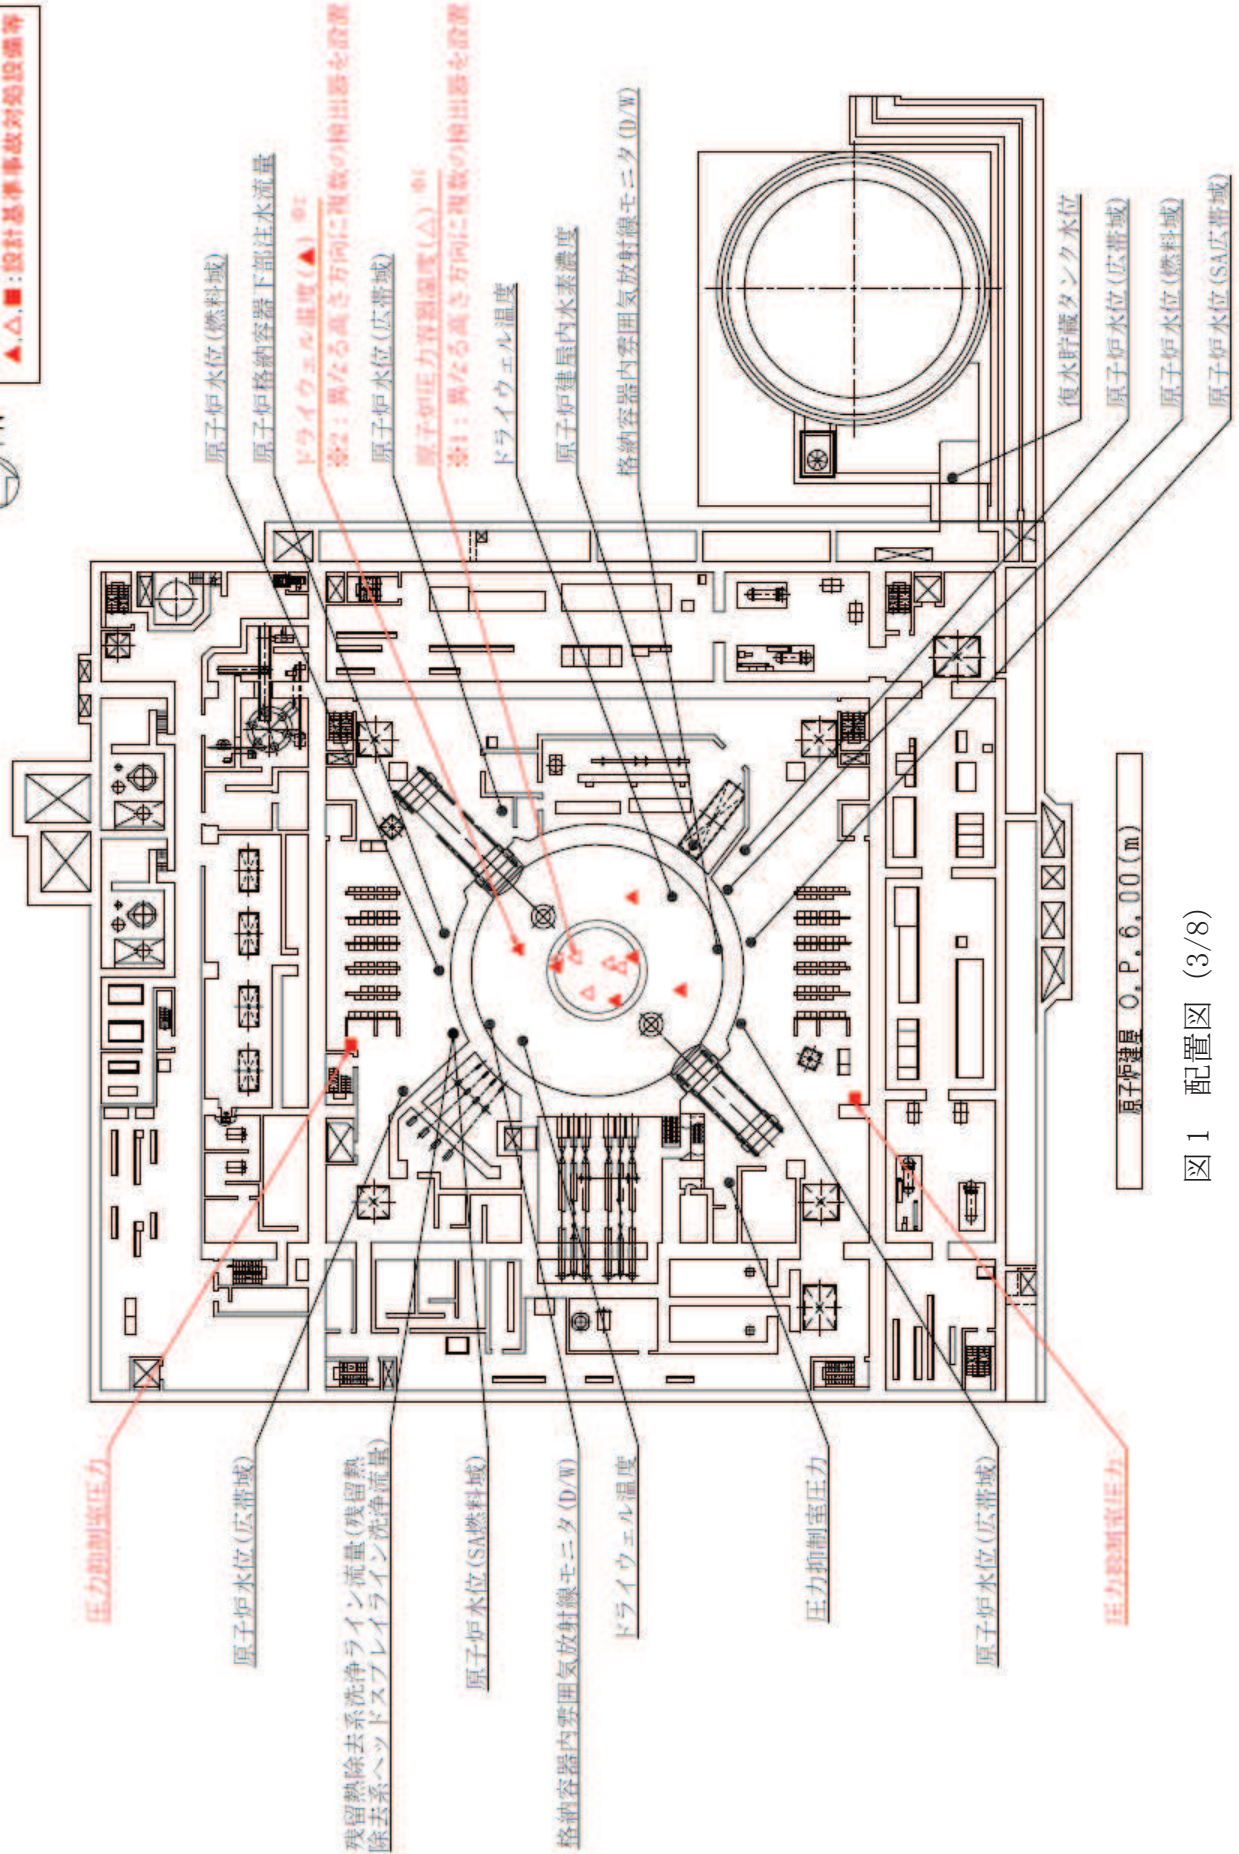 ▲,△,■:設計基準事故対処設備等
原子炉水位(燃料域)
原子炉格納容器下部注水流量
ドライウェル温度(▲) ※2
※2:異なる高さ方向に複数の検出器を設置
原子炉水位(広帯域)
原子炉圧力容器温度(△) ※1
※1:異なる高さ方向に複数の検出器を設置
ドライウェル温度
原子炉建屋内水素濃度
格納容器内雰囲気放射線モニタ(D/W)
復水貯蔵タンク水位
原子炉水位(広帯域)
原子炉水位(燃料域)
原子炉水位(SA広帯域)
圧力抑制室圧力
原子炉水位(広帯域)
残留熱除去系洗浄ライン流量(残留熱
除去系ヘッドスプレイライン洗浄流量)
原子炉水位(SA燃料域)
格納容器内雰囲気放射線モニタ(D/W)
ドライウェル温度
圧力抑制室圧力
原子炉水位(広帯域)
圧力抑制室圧力
原子炉建屋 O.P.6.00(m)
図1 配置図 (3/8)